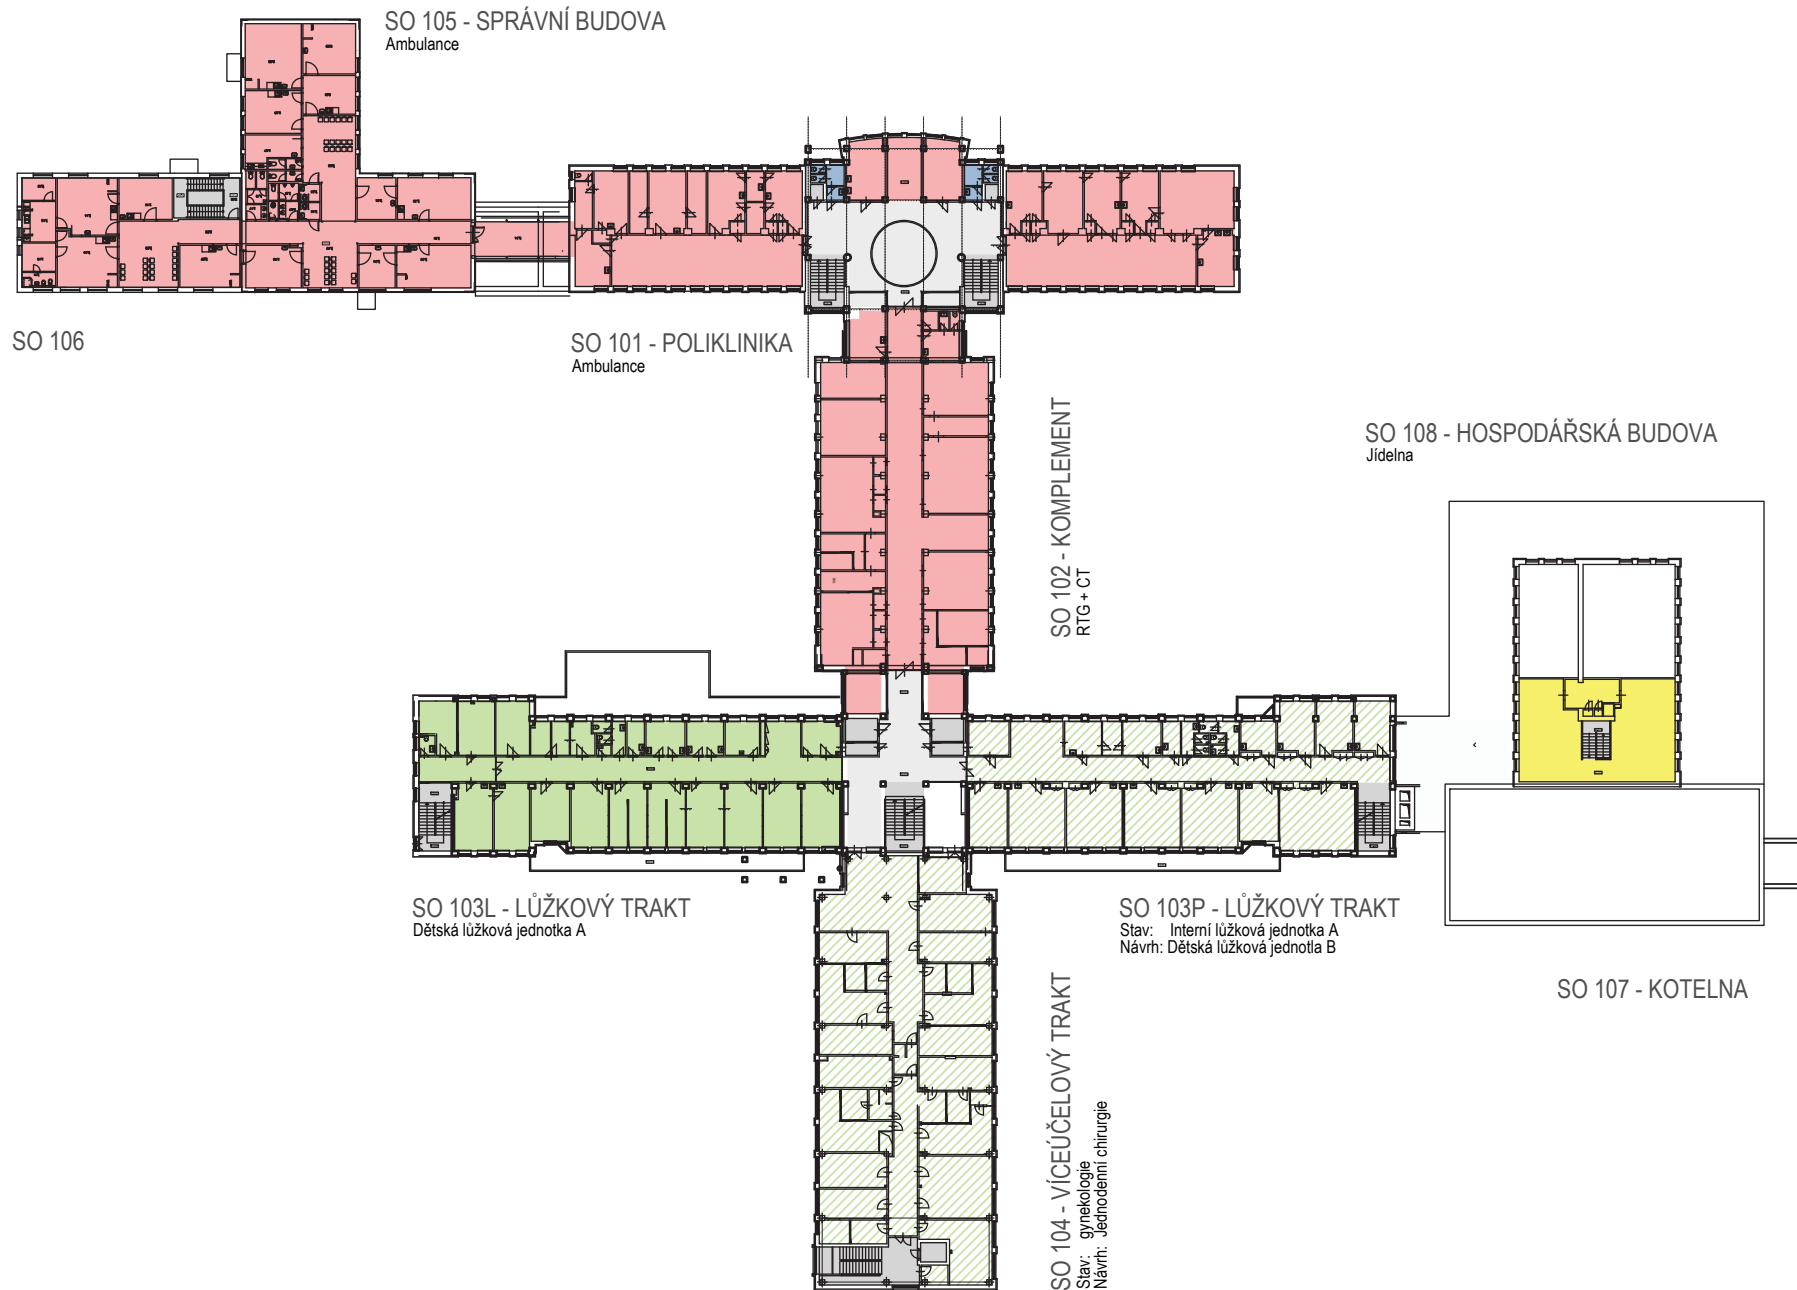 SO 105 - SPRÁVNÍ BUDOVA
Ambulance
SO 106
SO 101 - POLIKLINIKA
Ambulance
SO 102 - KOMPLEMENT
RTG + CT
SO 108 - HOSPODÁŘSKÁ BUDOVA
Jídelna
SO 103L - LŮŽKOVÝ TRAKT
Dětská lůžková jednotka A
SO 103P - LŮŽKOVÝ TRAKT
Stav: Interní lůžková jednotka A
Návrh: Dětská lůžková jednotla B
SO 107 - KOTELNA
SO 104 - VÍCEÚČELOVÝ TRAKT
Stav: gynekologie
Návrh: Jednodenní chirurgie